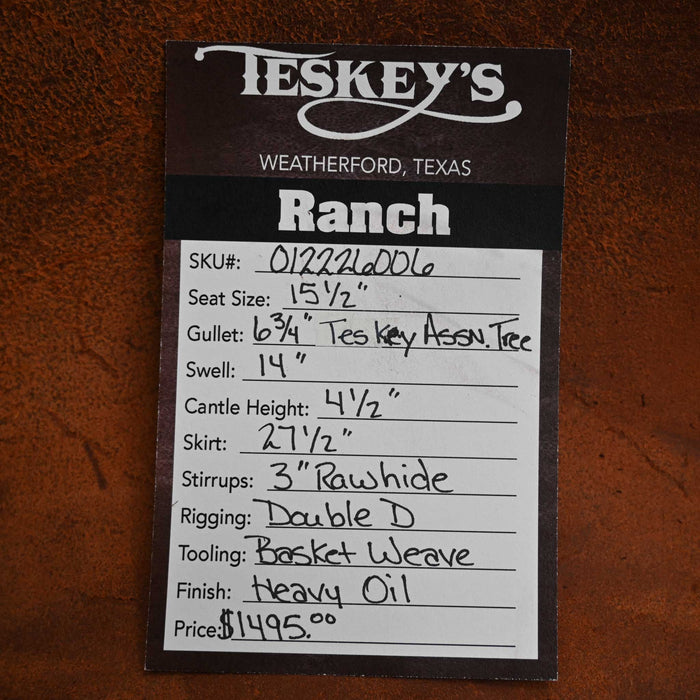 TESKEY'S
WEATHERFORD, TEXAS
Ranch
SKU#: 012226006
Seat Size: 15 1/2"
Gullet: 6 3/4" Teskey Assn. Tree
Swell: 14"
Cantle Height: 4 1/2"
Skirt: 27 1/2"
Stirrups: 3" Rawhide
Rigging: Double D
Tooling: Basket Weave
Finish: Heavy Oil
Price: $1495.00